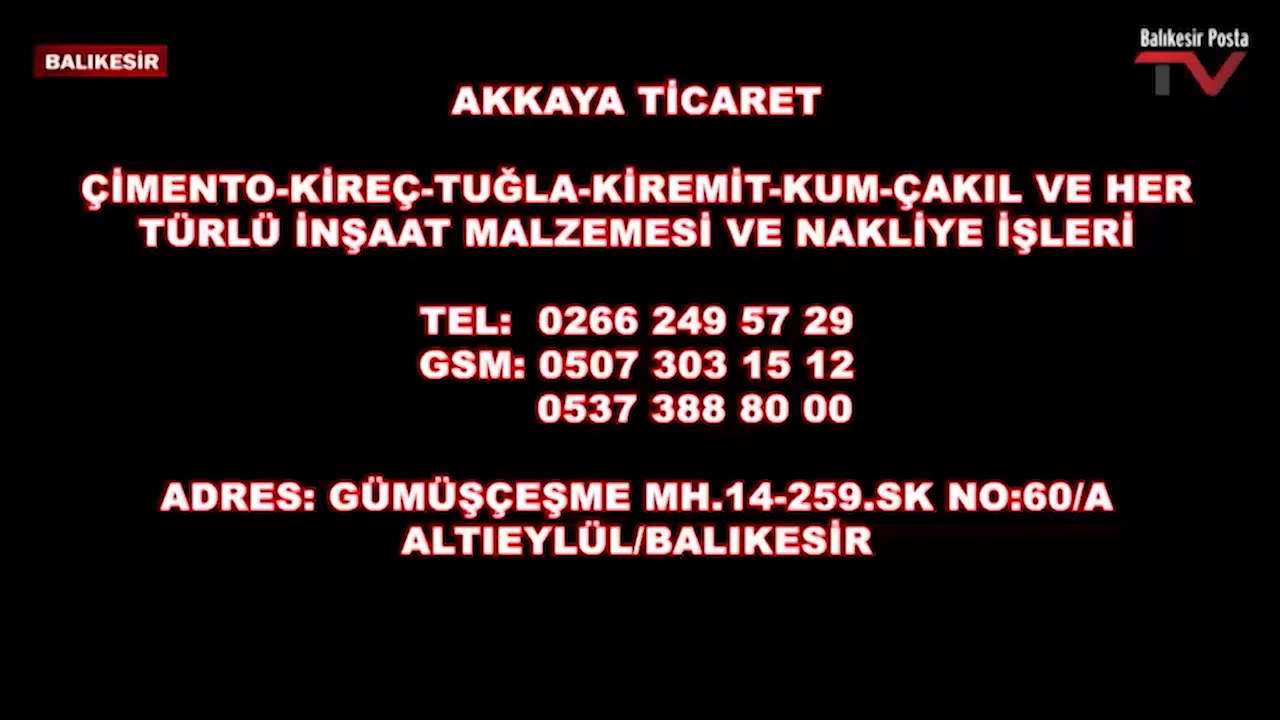 Balıkesir Posta
TV
BALIKESİR
AKKAYA TİCARET
ÇİMENTO-KİREÇ-TUĞLA-KİREMİT-KUM-ÇAKIL VE HER
TÜRLÜ İNŞAAT MALZEMESİ VE NAKLİYE İŞLERİ
TEL: 0266 249 57 29
GSM: 0507 303 15 12
0537 388 80 00
ADRES: GÜMÜŞÇEŞME MH.14-259.SK NO:60/A
ALTIEYLÜL/BALIKESİR